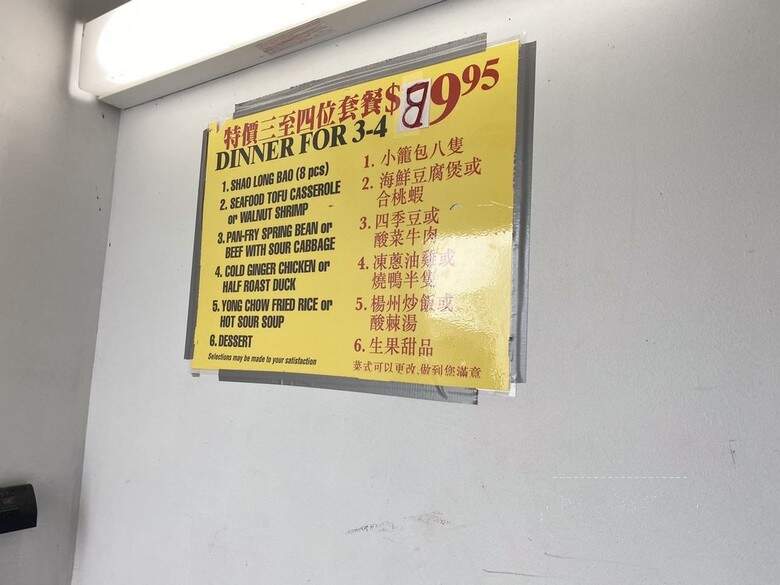 特價三至四位套餐$89.95
DINNER FOR 3-4
1. SHAO LONG BAO (8 pcs)
2. SEAFOOD TOFU CASSEROLE
or WALNUT SHRIMP
3. PAN-FRY SPRING BEAN or
BEEF WITH SOUR CABBAGE
4. COLD GINGER CHICKEN or
HALF ROAST DUCK
5. YONG CHOW FRIED RICE or
HOT SOUR SOUP
6. DESSERT
Selections may be made to your satisfaction
1. 小籠包八隻
2. 海鮮豆腐煲或
合桃蝦
3. 四季豆或
酸菜牛肉
4. 凍蔥油雞或
燒鴨半隻
5. 楊州炒飯或
酸棘湯
6. 生果甜品
菜式可以更改.做到您滿意